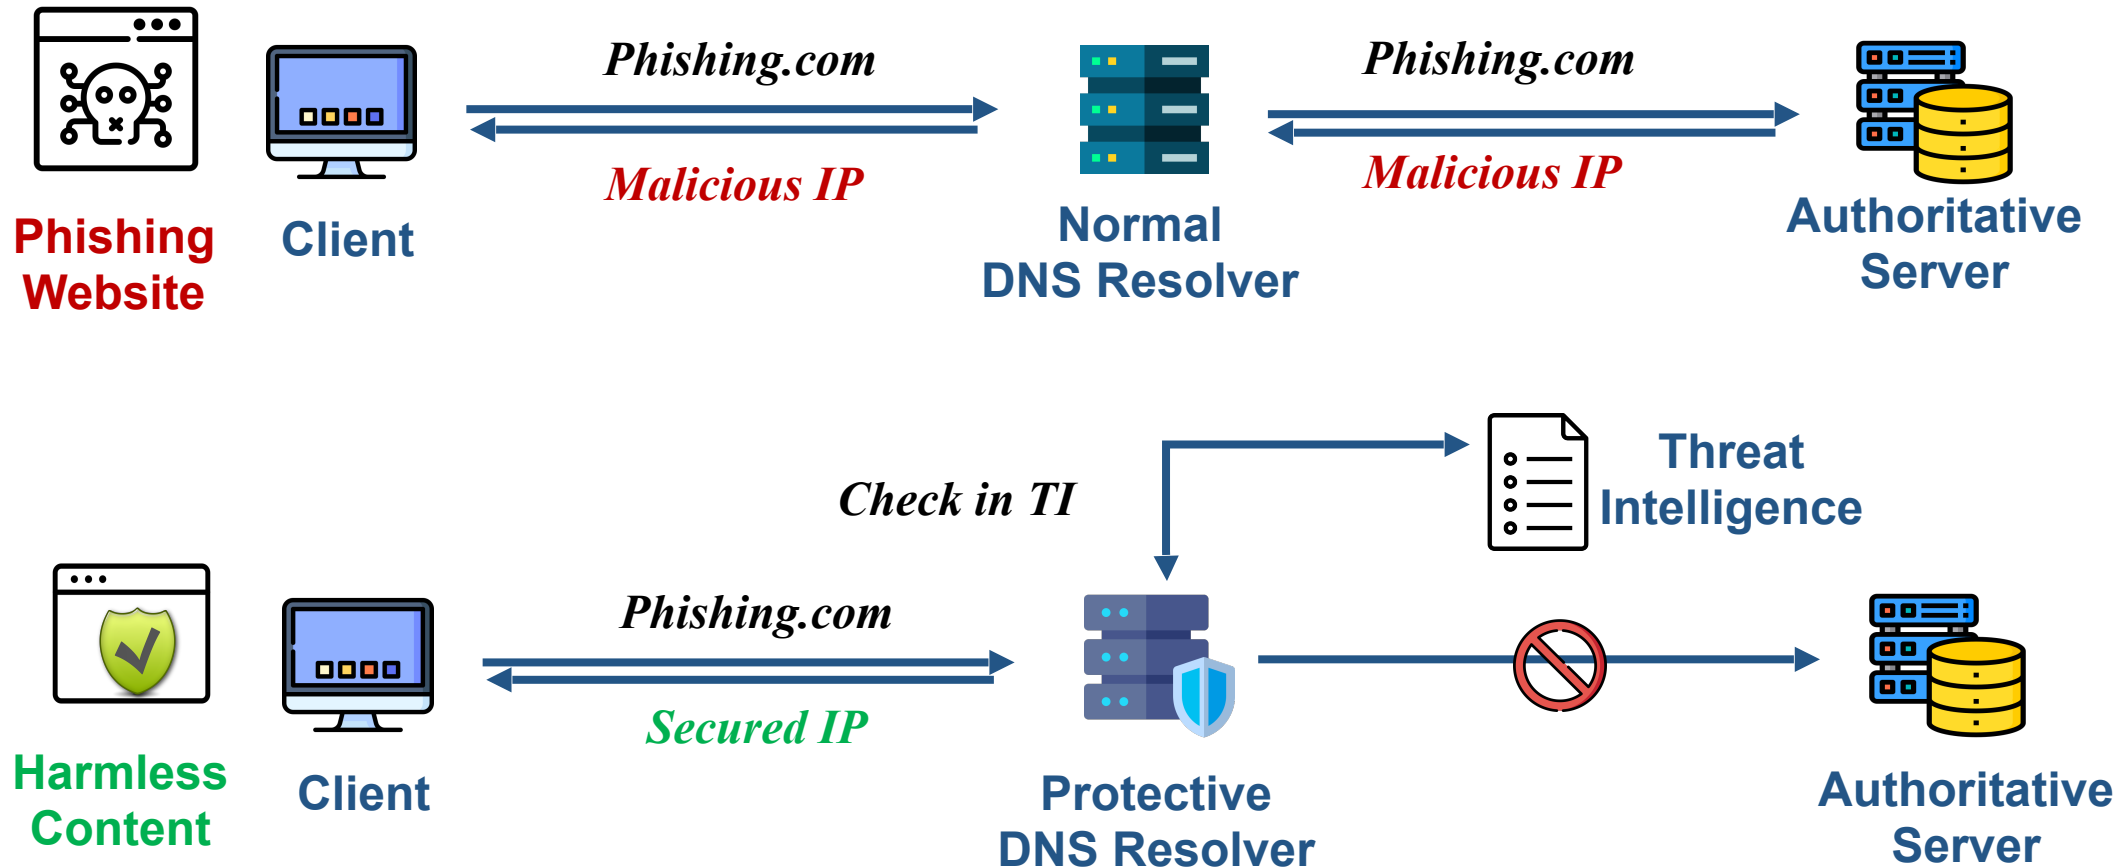 Phishing.com
Phishing.com
Malicious IP
Malicious IP
Phishing
Website
Client
Normal
DNS Resolver
Authoritative
Server
Check in TI
Threat
Intelligence
Phishing.com
Secured IP
Harmless
Content
Client
Protective
DNS Resolver
Authoritative
Server